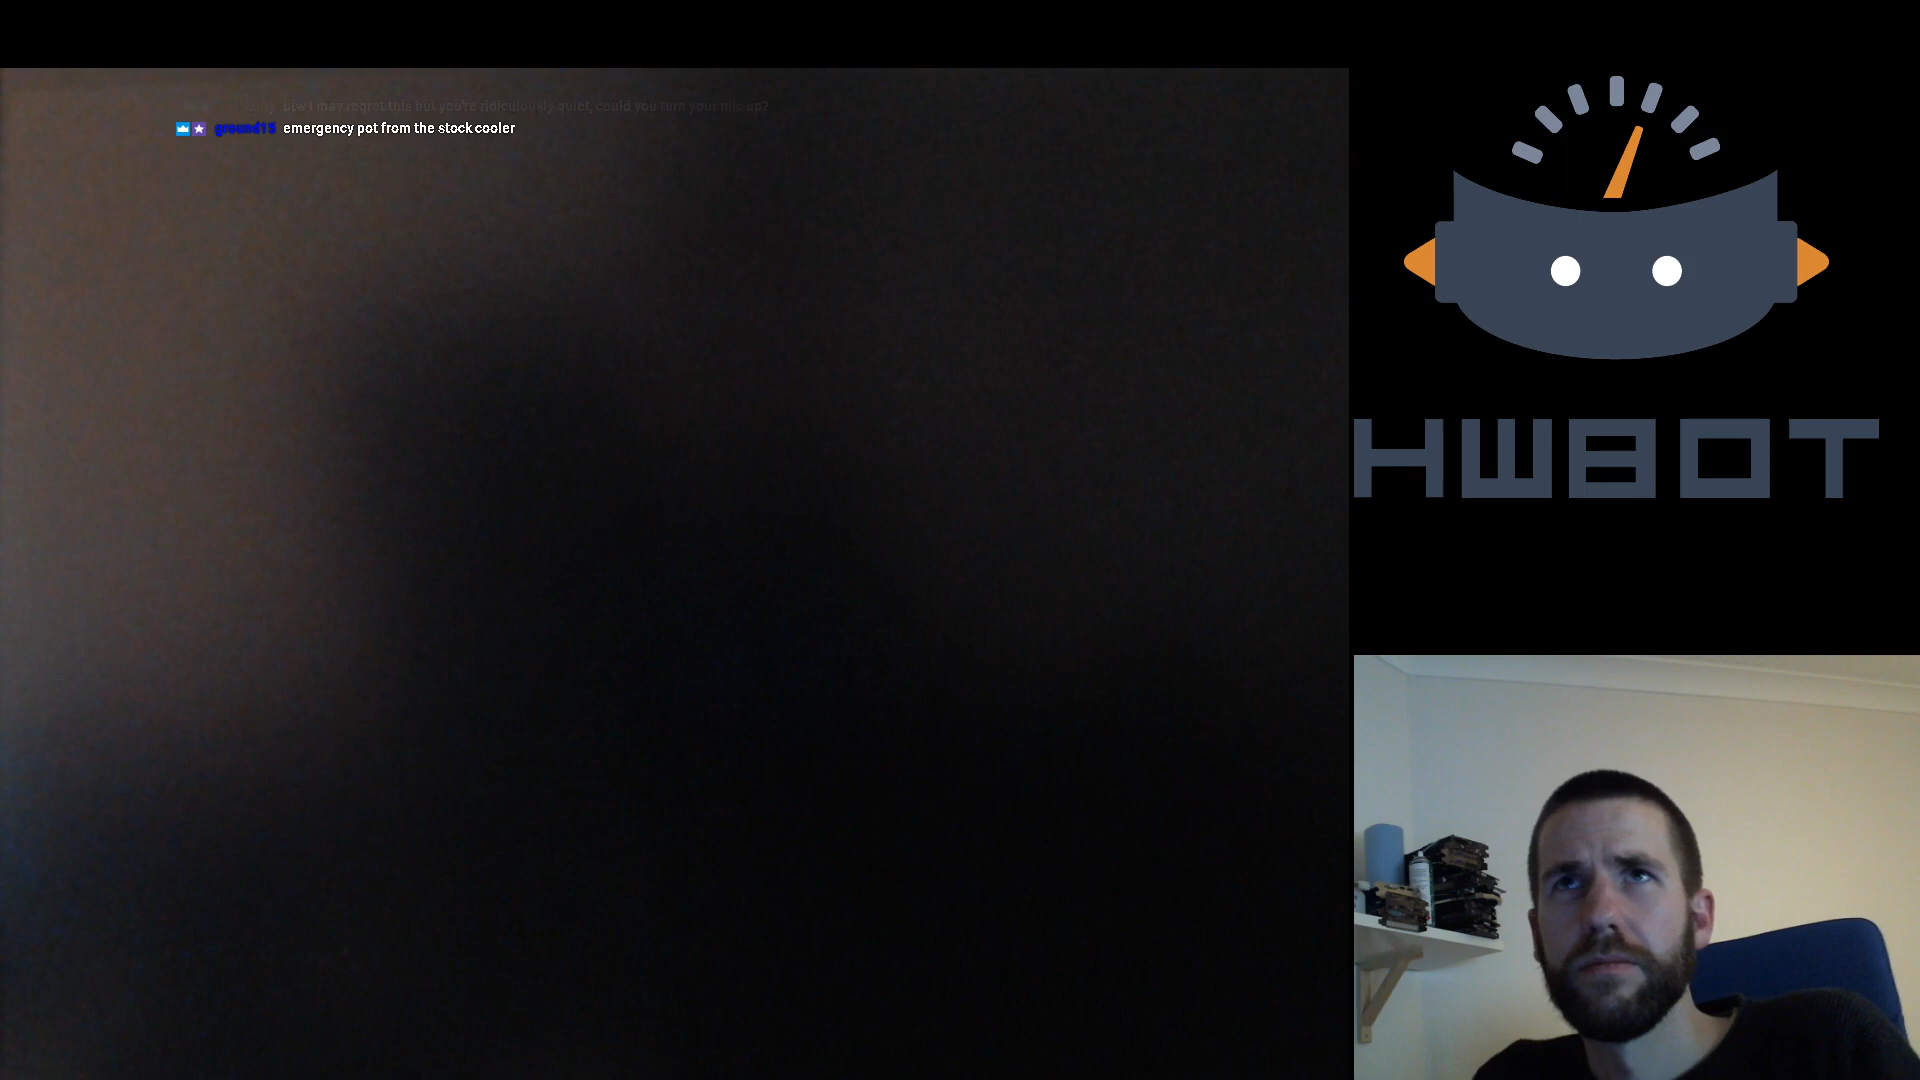 btw I may regret this but you're ridiculously quiet, could you turn your mic up?
ground15 emergency pot from the stock cooler
HWBOT